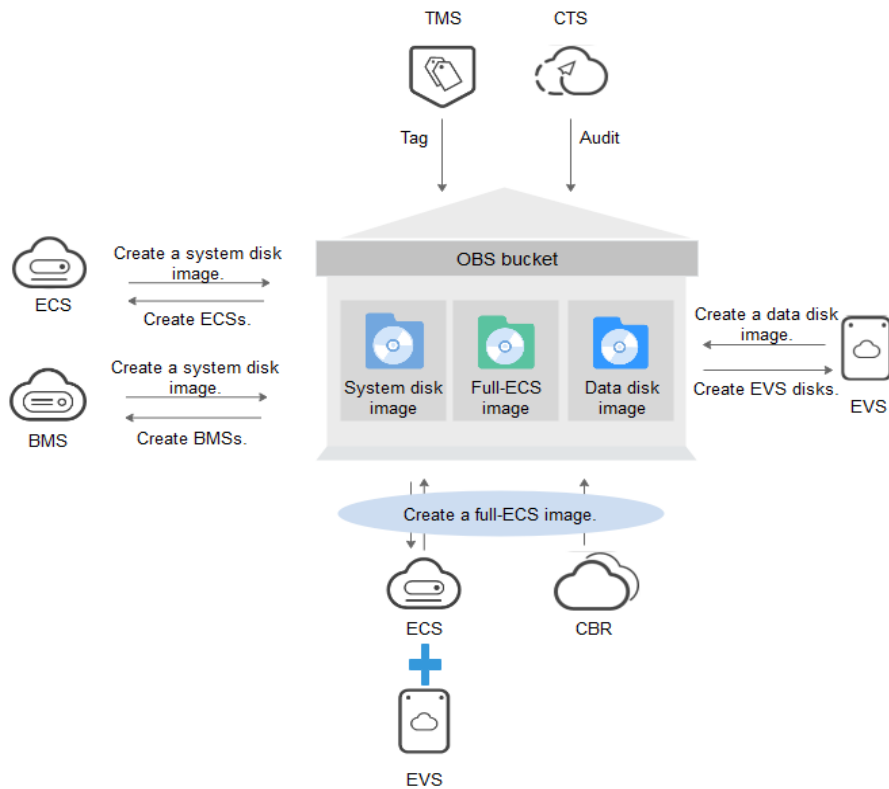 TMS
CTS
Tag
Audit
OBS bucket
Create a system disk
image.
Create ECSs.
ECS
Create a system disk
image.
Create BMSs.
BMS
System disk
image
Full-ECS
image
Data disk
image
Create a data disk
image.
Create EVS disks.
EVS
Create a full-ECS image.
ECS
CBR
EVS